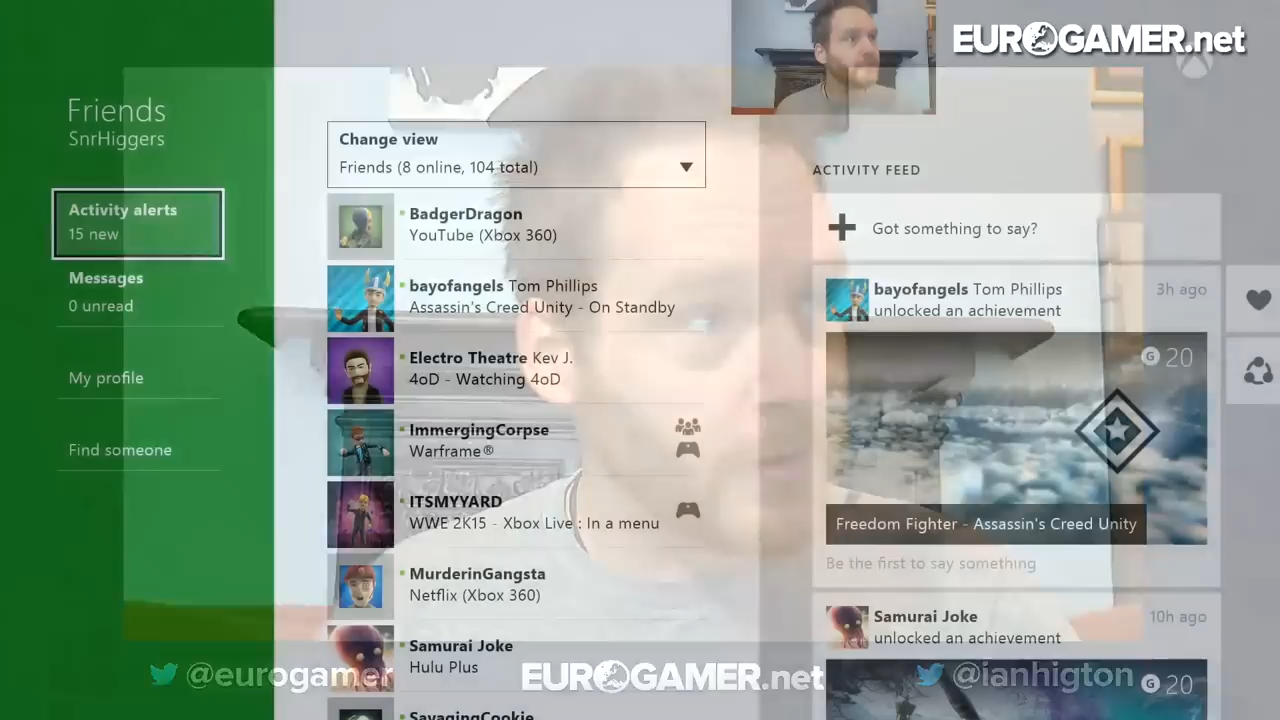 EUROGAMER.net
Friends
SnrHiggers
Activity alerts
15 new
Messages
0 unread
My profile
Find someone
Change view
Friends (8 online, 104 total)
BadgerDragon
YouTube (Xbox 360)
bayofangels Tom Phillips
Assassin's Creed Unity - On Standby
Electro Theatre Kev J.
4oD - Watching 4oD
ImmergingCorpse
Warframe®
ITSMYYARD
WWE 2K15 - Xbox Live : In a menu
MurderinGangsta
Netflix (Xbox 360)
Samurai Joke
Hulu Plus
SavagingCookie
ACTIVITY FEED
Got something to say?
bayofangels Tom Phillips
3h ago
unlocked an achievement
G 20
Freedom Fighter - Assassin's Creed Unity
Be the first to say something
Samurai Joke
10h ago
unlocked an achievement
G 20
@eurogamer
EUROGAMER.net
@ianhigton